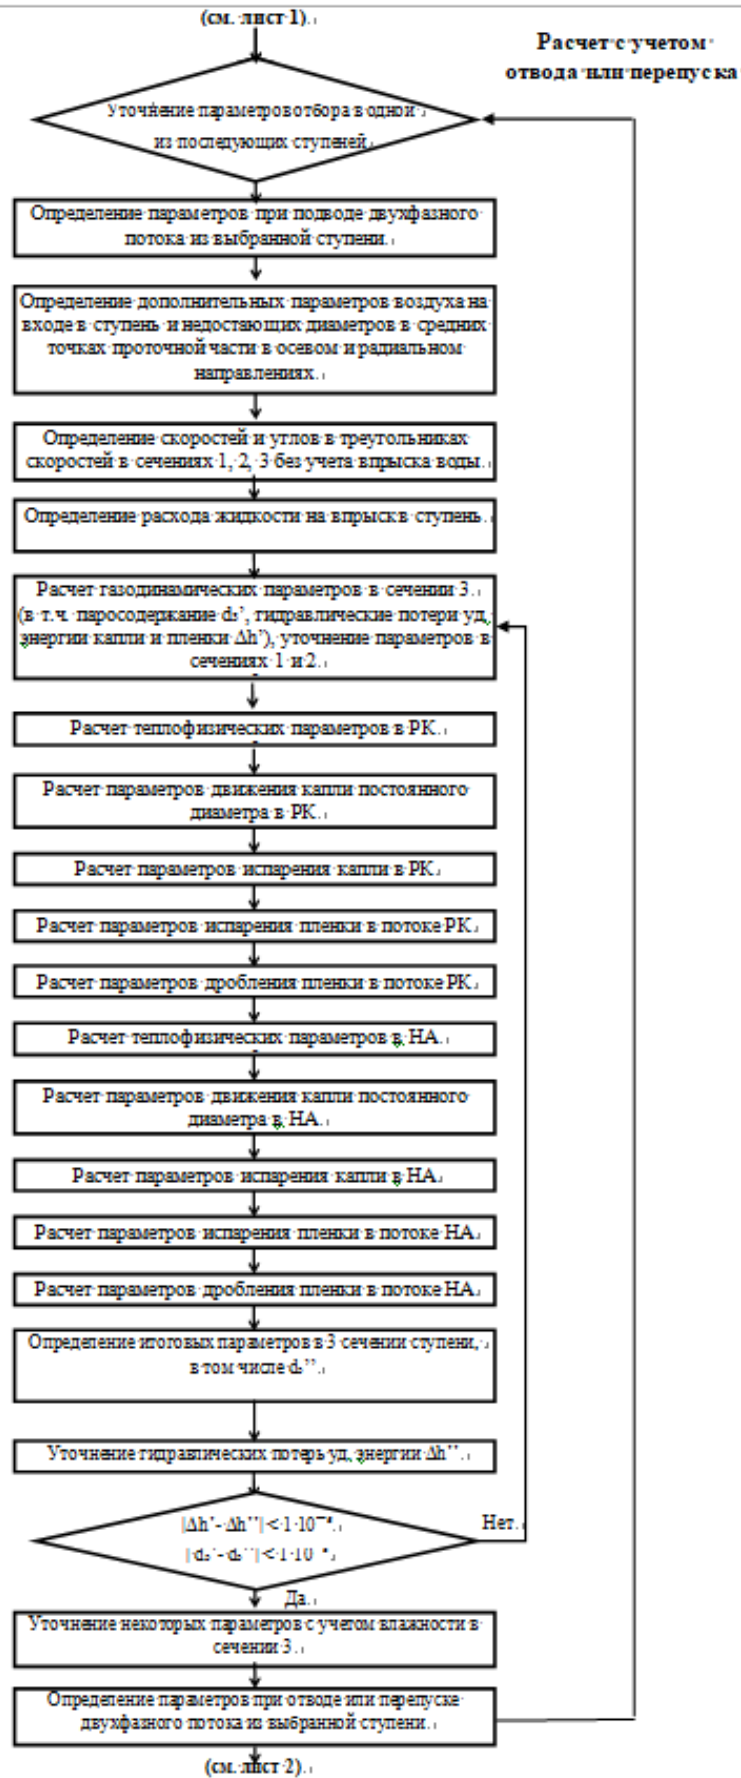 (см. лист 1).
Расчет с учетом
отвода или перепуска
Уточнение параметров отбора в одной
из последующих ступеней
Определение параметров при подводе двухфазного
потока из выбранной ступени.
Определение дополнительных параметров воздуха на
входе в ступень и недостающих диаметров в средних
точках проточной части в осевом и радиальном
направлениях.
Определение скоростей и углов в треугольниках
скоростей в сечениях 1, 2, 3 без учета впрыска воды.
Определение расхода жидкости на впрыск в ступень.
Расчет газодинамических параметров в сечении 3.
(в т.ч. паросодержание d₃’, гидравлические потери уд.
энергии капли и пленки Δh’), уточнение параметров в
сечениях 1 и 2.
Расчет теплофизических параметров в РК.
Расчет параметров движения капли постоянного
диаметра в РК.
Расчет параметров испарения капли в РК.
Расчет параметров испарения пленки в потоке РК.
Расчет параметров дробления пленки в потоке РК.
Расчет теплофизических параметров в НА.
Расчет параметров движения капли постоянного
диаметра в НА.
Расчет параметров испарения капли в НА.
Расчет параметров испарения пленки в потоке НА.
Расчет параметров дробления пленки в потоке НА.
Определение итоговых параметров в 3 сечении ступени,
в том числе d₃’’.
Уточнение гидравлических потерь уд. энергии Δh’’.
|Δh’- Δh’’| < 1·10
Нет.
|d₃’- d₃’’| < 1·10
Да.
Уточнение некоторых параметров с учетом влажности в
сечении 3.
Определение параметров при отводе или перепуске
двухфазного потока из выбранной ступени.
(см. лист 2).